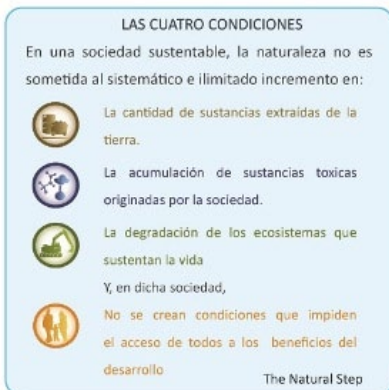 LAS CUATRO CONDICIONES
En una sociedad sustentable, la naturaleza no es
sometida al sistemático e ilimitado incremento en:
La cantidad de sustancias extraídas de la
tierra.
La acumulación de sustancias toxicas
originadas por la sociedad.
La degradación de los ecosistemas que
sustentan la vida
Y, en dicha sociedad,
No se crean condiciones que impiden
el acceso de todos a los beneficios del
desarrollo
The Natural Step